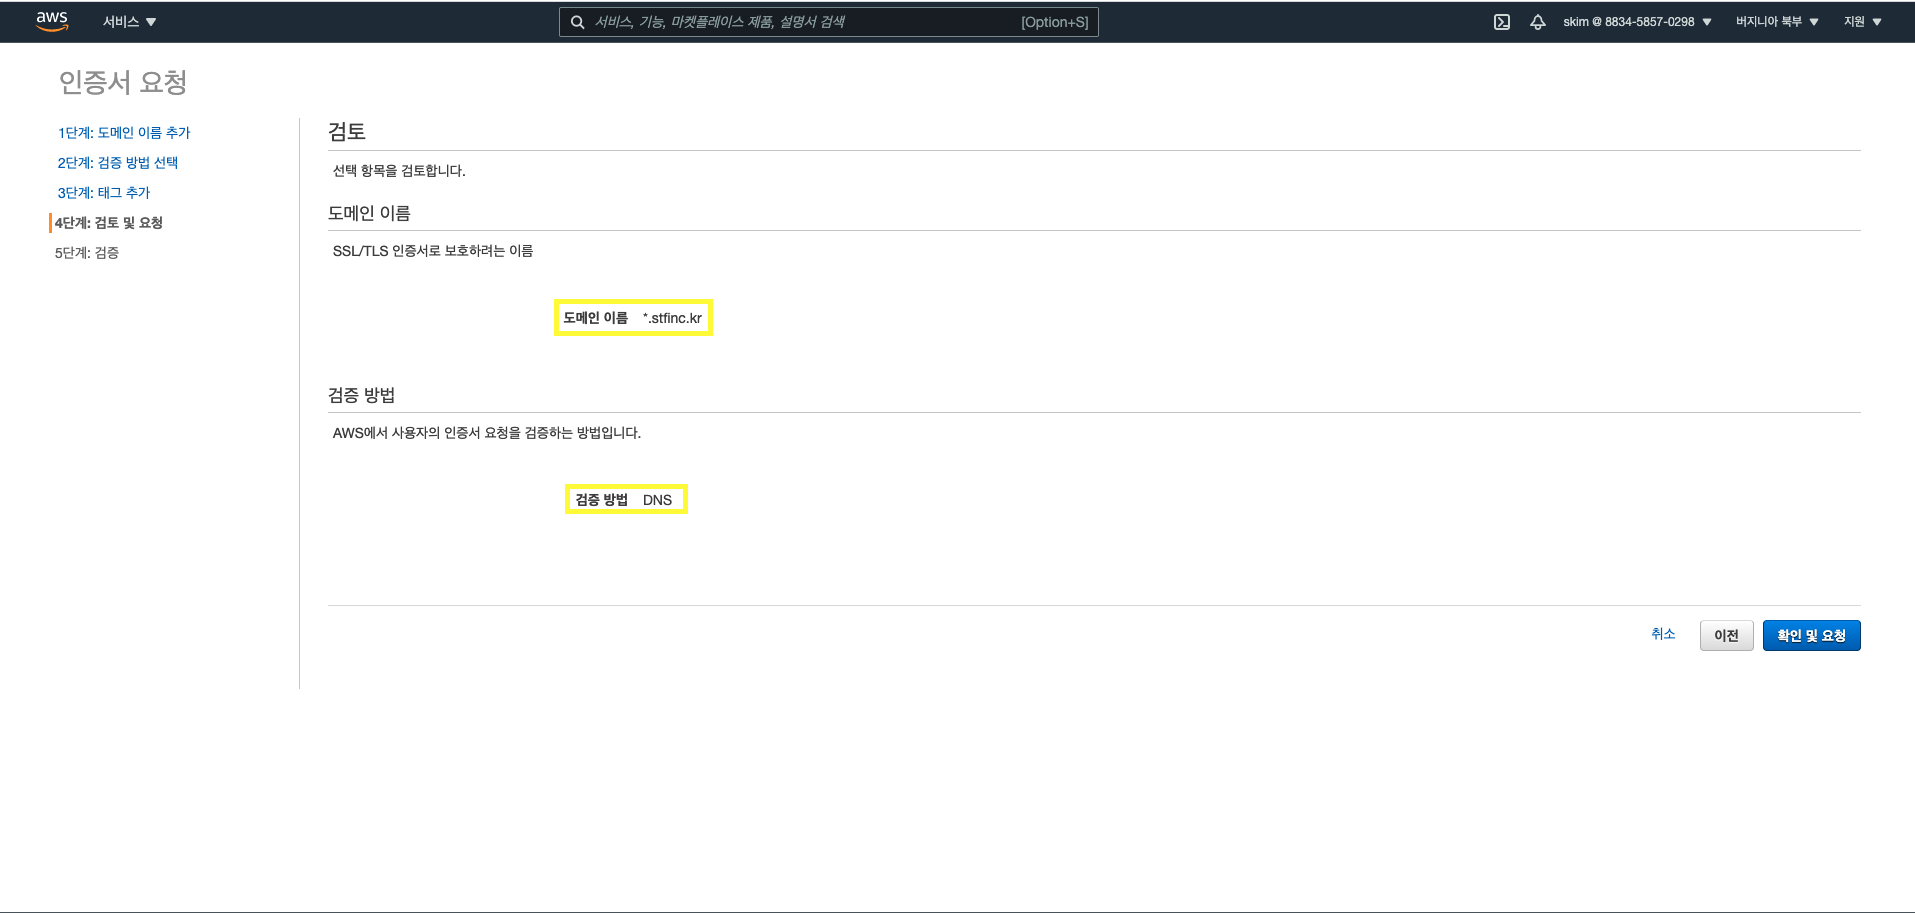 aws 서비스 ▼ 서비스, 기능, 마켓플레이스 제품, 설명서 검색 [Option+S] skim @ 8834-5857-0298 ▼ 버지니아 북부 ▼ 지원 ▼
인증서 요청
1단계: 도메인 이름 추가
2단계: 검증 방법 선택
3단계: 태그 추가
4단계: 검토 및 요청
5단계: 검증
검토
선택 항목을 검토합니다.
도메인 이름
SSL/TLS 인증서로 보호하려는 이름
도메인 이름 *.stfinc.kr
검증 방법
AWS에서 사용자의 인증서 요청을 검증하는 방법입니다.
검증 방법 DNS
취소 이전 확인 및 요청